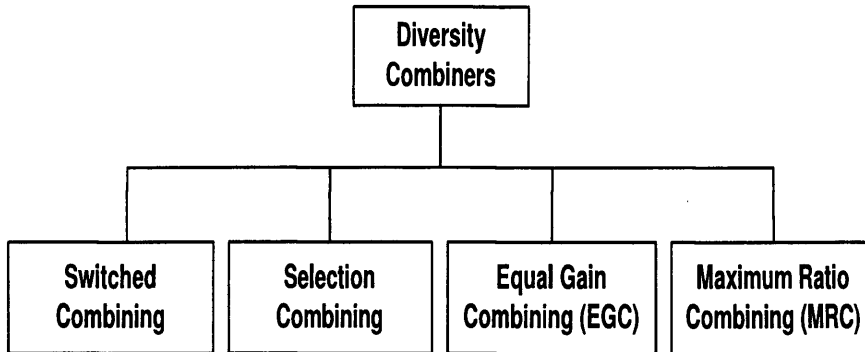 Diversity
Combiners
Switched
Combining
Selection
Combining
Equal Gain
Combining (EGC)
Maximum Ratio
Combining (MRC)